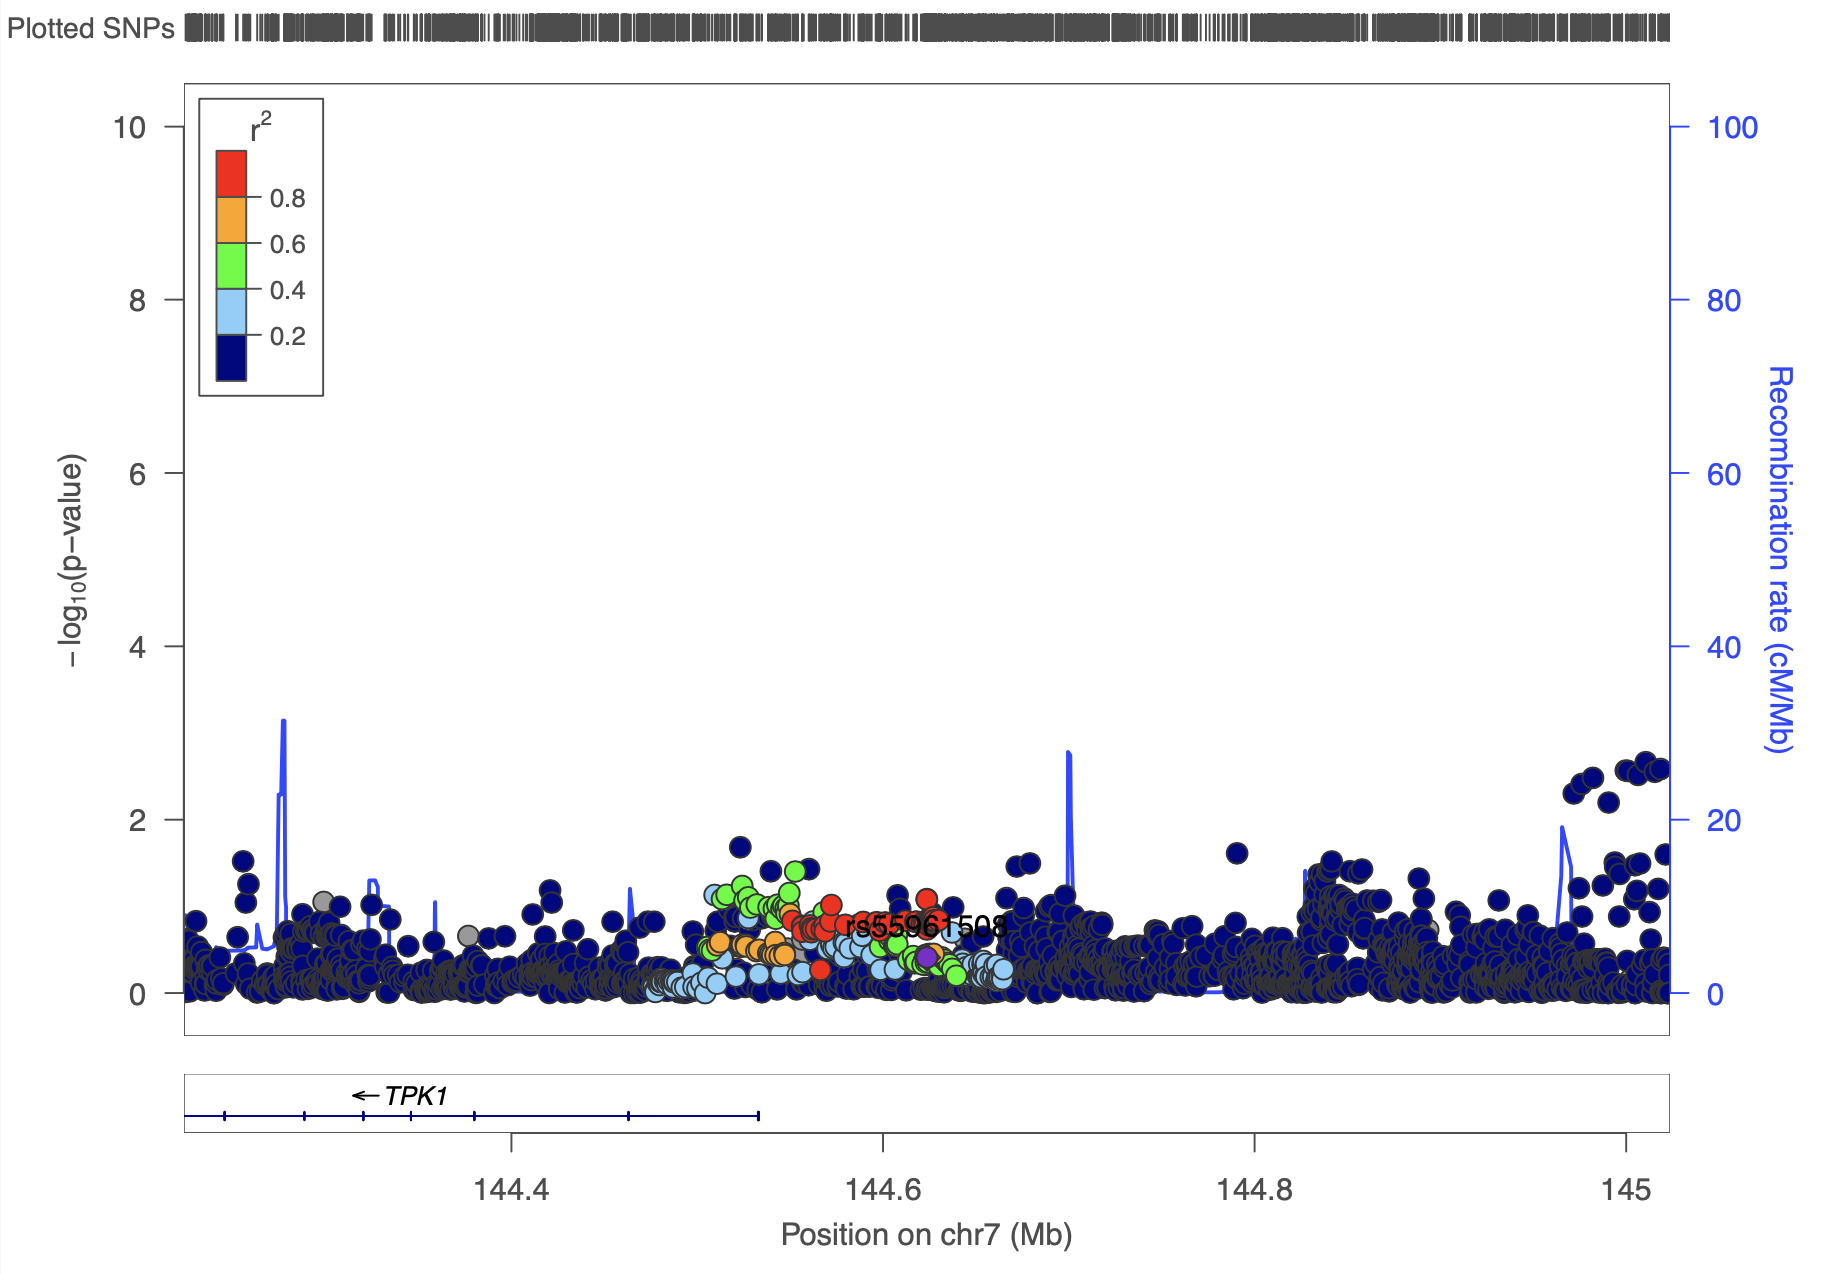 Plotted SNPs
r2
0.8
0.6
0.4
0.2
10
8
6
4
2
0
−log10(p−value)
100
80
60
40
20
0
Recombination rate (cM/Mb)
rs55961508
←TPK1
144.4 144.6 144.8 145
Position on chr7 (Mb)